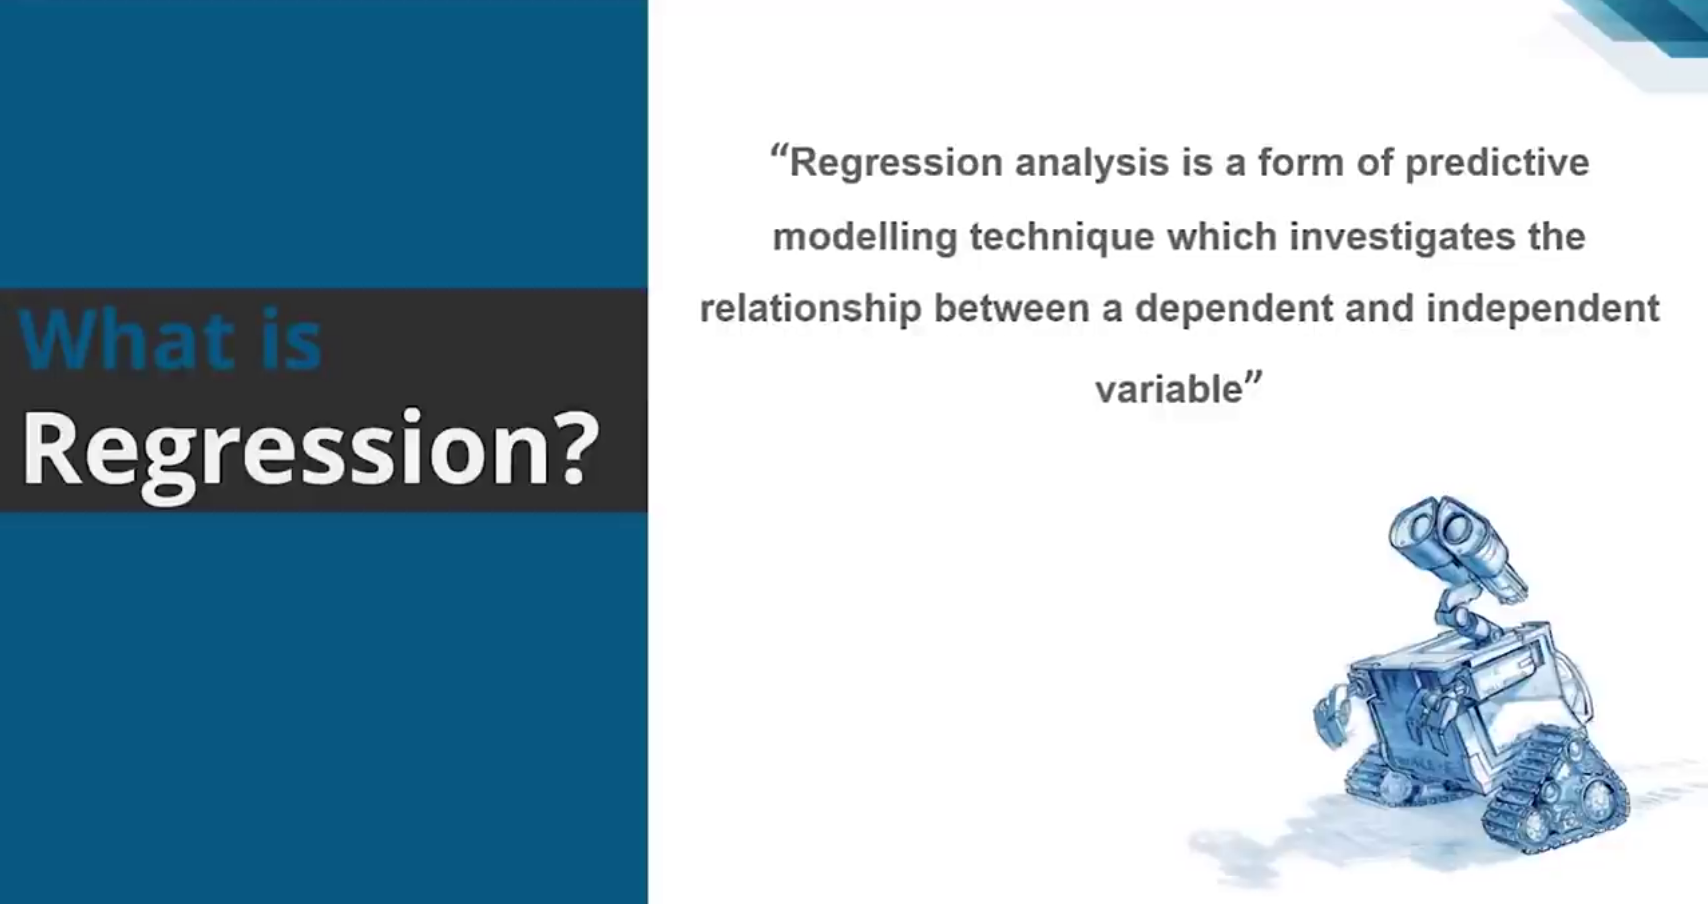 What is
Regression?
“Regression analysis is a form of predictive
modelling technique which investigates the
relationship between a dependent and independent
variable”
WALL-E